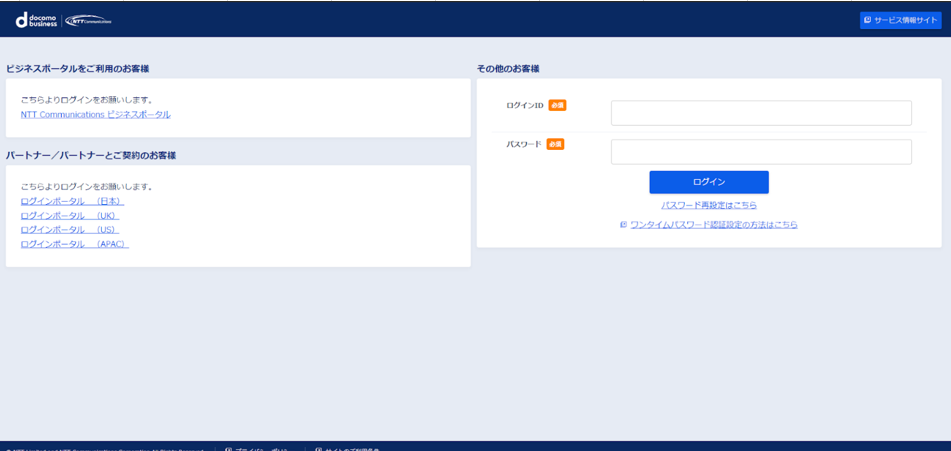 docomo business NTT Communications
サービス情報サイト
ビジネスポータルをご利用のお客様
こちらよりログインをお願いします。
NTT Communications ビジネスポータル
パートナー／パートナーとご契約のお客様
こちらよりログインをお願いします。
ログインポータル （日本）
ログインポータル （UK）
ログインポータル （US）
ログインポータル （APAC）
その他のお客様
ログインID 必須
パスワード 必須
ログイン
パスワード再設定はこちら
ワンタイムパスワード認証設定の方法はこちら